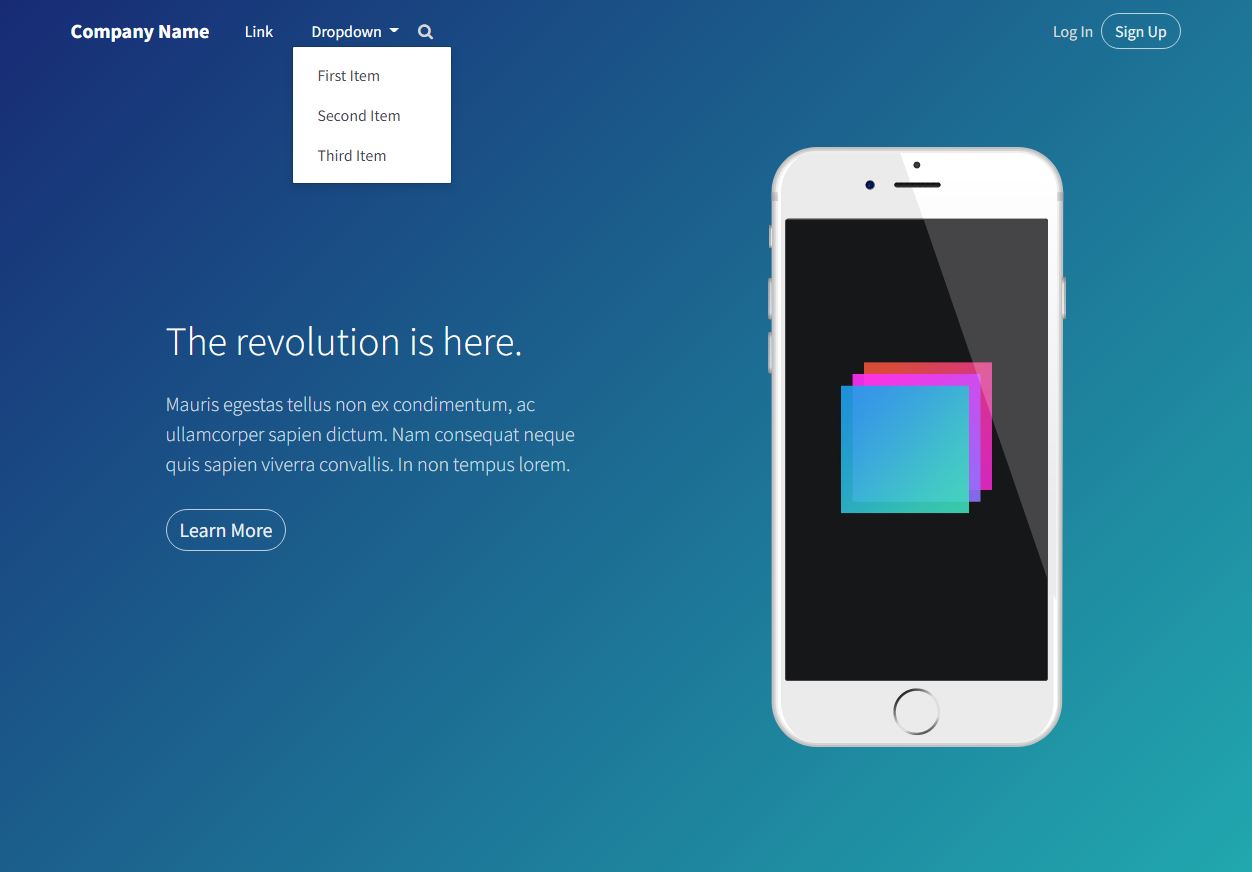 Company Name Link Dropdown Log In Sign Up
First Item
Second Item
Third Item
The revolution is here.
Mauris egestas tellus non ex condimentum, ac
ullamcorper sapien dictum. Nam consequat neque
quis sapien viverra convallis. In non tempus lorem.
Learn More